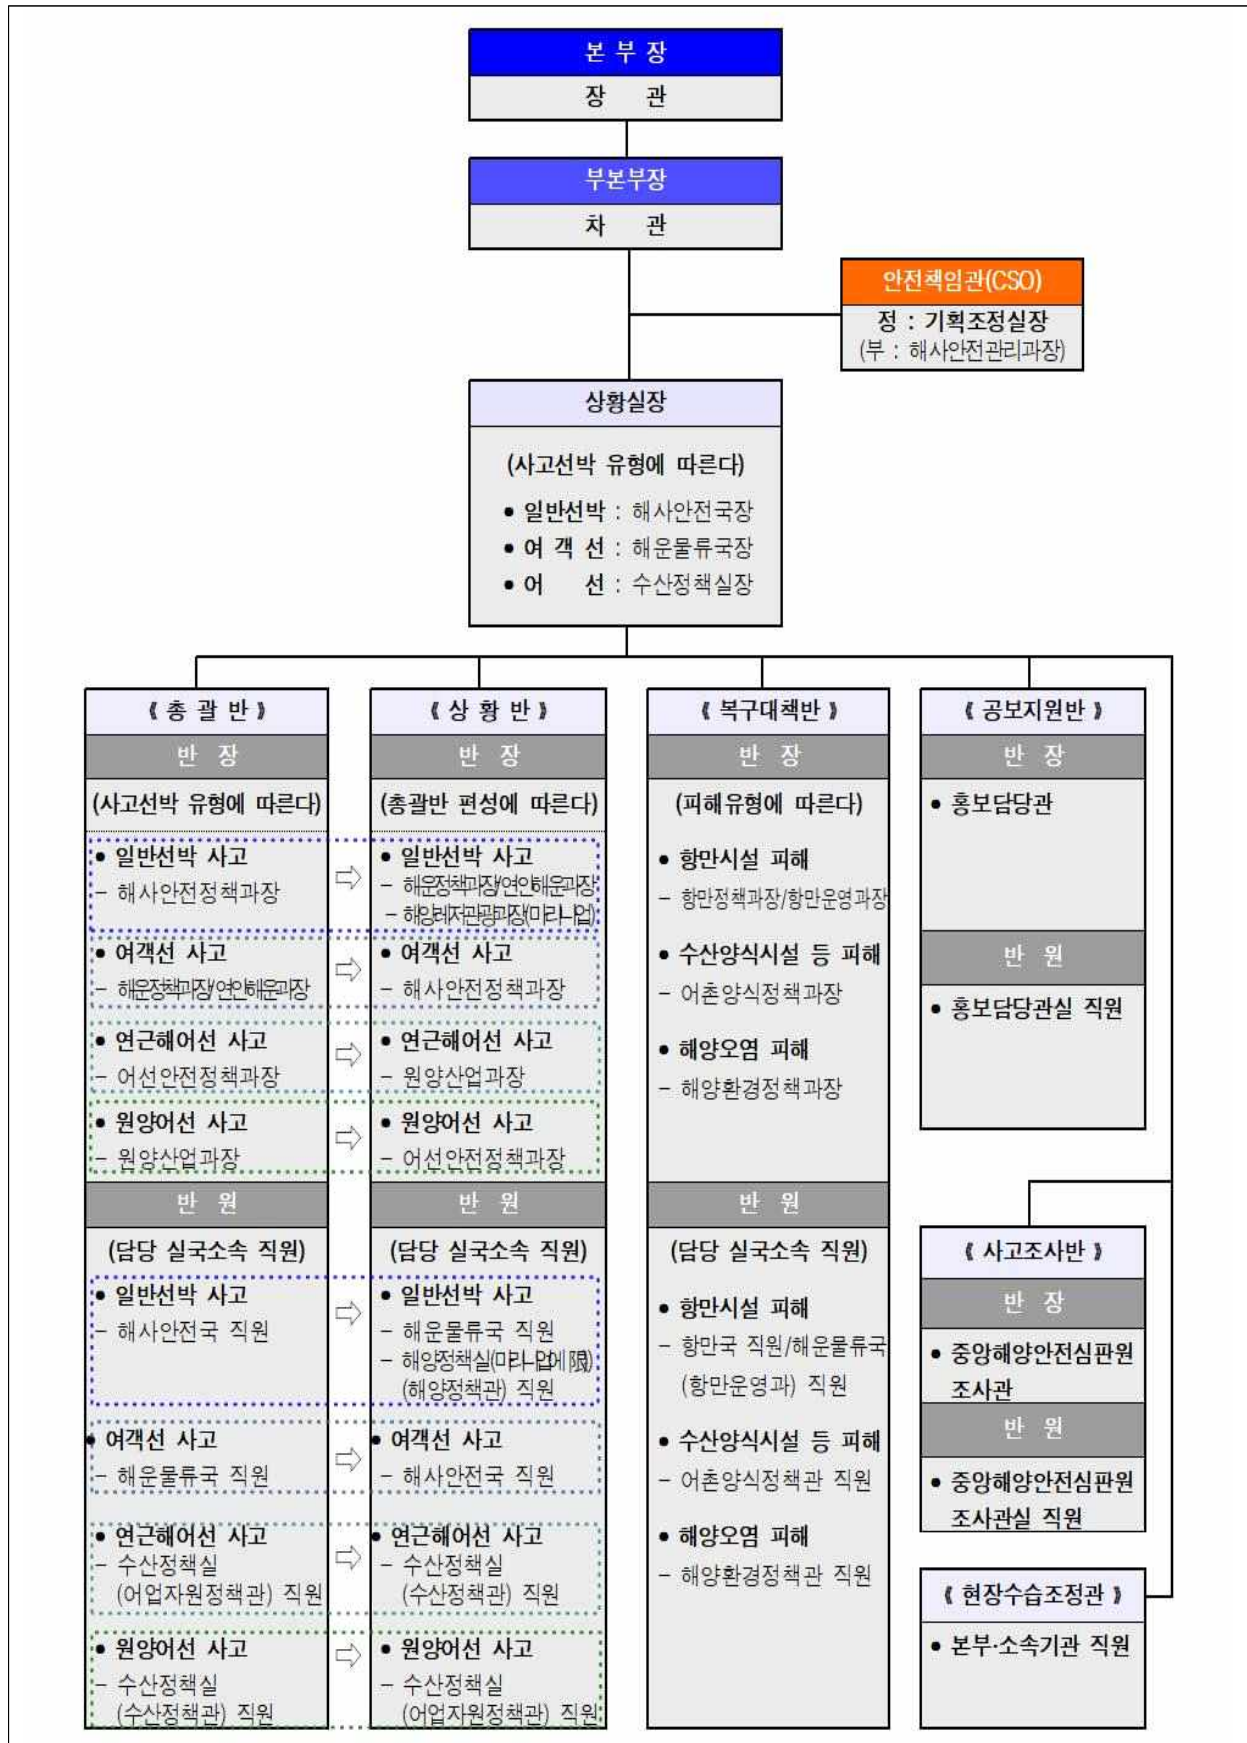 본 부 장
장 관
부본부장
차 관
안전책임관(CSO)
정 : 기획조정실장
(부 : 해사안전관리과장)
상황실장
(사고선박 유형에 따른다)
• 일반선박 : 해사안전국장
• 여 객 선 : 해운물류국장
• 어 선 : 수산정책실장
⟪ 총 괄 반 ⟫
반 장
(사고선박 유형에 따른다)
• 일반선박 사고
– 해사안전정책과장
• 여객선 사고
– 해운정책과장/연안해운과장
• 연근해어선 사고
– 어선안전정책과장
• 원양어선 사고
– 원양산업과장
반 원
(담당 실국소속 직원)
• 일반선박 사고
– 해사안전국 직원
• 여객선 사고
– 해운물류국 직원
• 연근해어선 사고
– 수산정책실
(어업자원정책관) 직원
• 원양어선 사고
– 수산정책실
(수산정책관) 직원
⇨
⇨
⇨
⇨
⇨
⇨
⇨
⇨
⟪ 상 황 반 ⟫
반 장
(총괄반 편성에 따른다)
• 일반선박 사고
– 해운정책과장/연안해운과장
– 해양레저관광과장(마리나업)
• 여객선 사고
– 해사안전정책과장
• 연근해어선 사고
– 원양산업과장
• 원양어선 사고
– 어선안전정책과장
반 원
(담당 실국소속 직원)
• 일반선박 사고
– 해운물류국 직원
– 해양정책실(마리나업에 限)
(해양정책관) 직원
• 여객선 사고
– 해사안전국 직원
• 연근해어선 사고
– 수산정책실
(수산정책관) 직원
• 원양어선 사고
– 수산정책실
(어업자원정책관) 직원
⟪ 복구대책반 ⟫
반 장
(피해유형에 따른다)
• 항만시설 피해
– 항만정책과장/항만운영과장
• 수산양식시설 등 피해
– 어촌양식정책과장
• 해양오염 피해
– 해양환경정책과장
반 원
(담당 실국소속 직원)
• 항만시설 피해
– 항만국 직원/해운물류국
(항만운영과) 직원
• 수산양식시설 등 피해
– 어촌양식정책관 직원
• 해양오염 피해
– 해양환경정책관 직원
⟪ 공보지원반 ⟫
반 장
• 홍보담당관
반 원
• 홍보담당관실 직원
⟪ 사고조사반 ⟫
반 장
• 중앙해양안전심판원
조사관
반 원
• 중앙해양안전심판원
조사관실 직원
⟪ 현장수습조정관 ⟫
• 본부·소속기관 직원